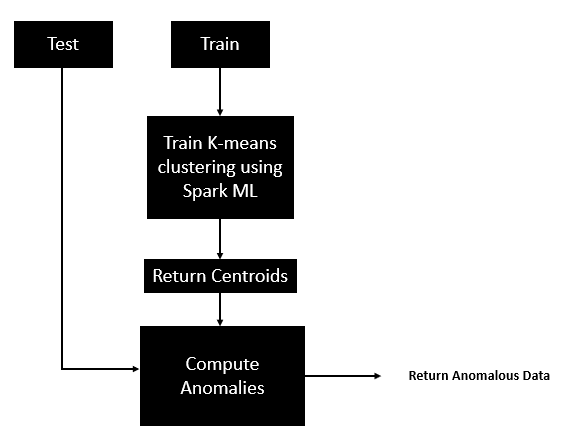 Test
Train
Train K-means
clustering using
Spark ML
Return Centroids
Compute
Anomalies
Return Anomalous Data